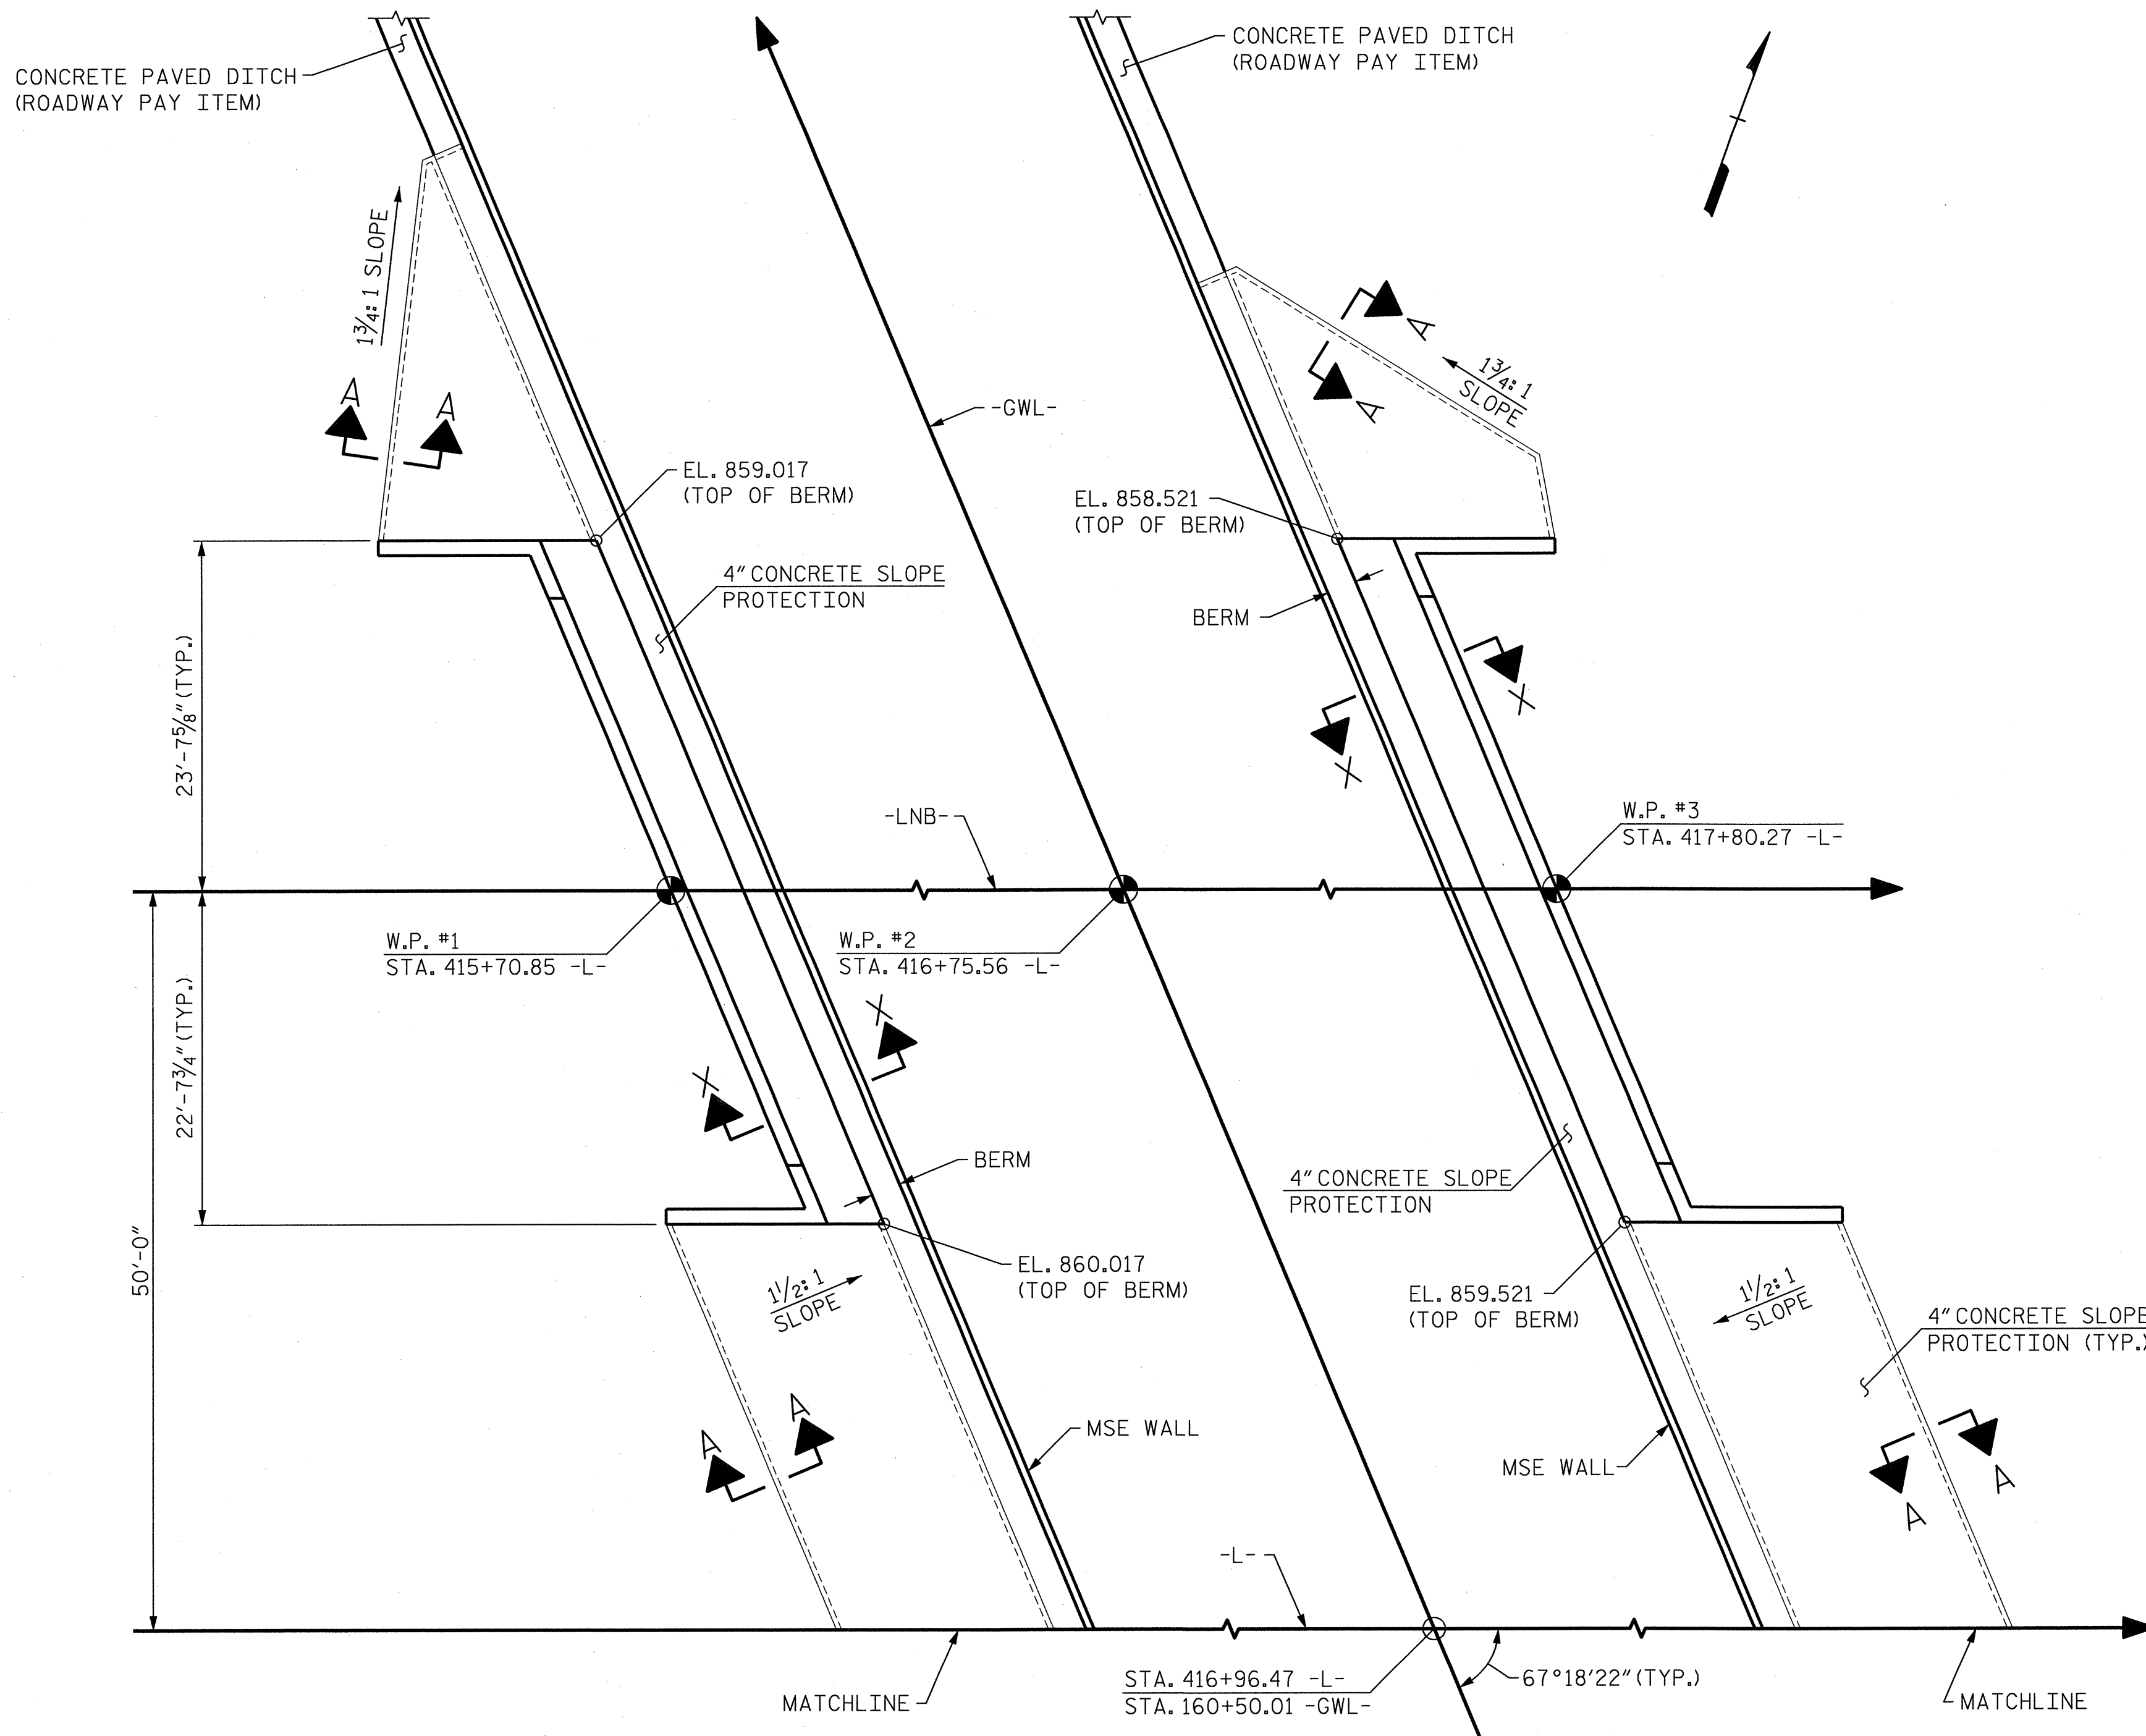 CONCRETE PAVED DITCH
(ROADWAY PAY ITEM)
CONCRETE PAVED DITCH
(ROADWAY PAY ITEM)
1¾:1 SLOPE
A
A
A
A
1¾:1
SLOPE
-GWL-
EL. 859.017
(TOP OF BERM)
EL. 858.521
(TOP OF BERM)
4" CONCRETE SLOPE
PROTECTION
BERM
X
X
23'-7⅝" (TYP.)
-LNB-
W.P. #3
STA. 417+80.27 -L-
W.P. #1
STA. 415+70.85 -L-
W.P. #2
STA. 416+75.56 -L-
22'-7¾" (TYP.)
X
X
BERM
4" CONCRETE SLOPE
PROTECTION
50'-0"
EL. 860.017
(TOP OF BERM)
1½:1
SLOPE
EL. 859.521
(TOP OF BERM)
1½:1
SLOPE
4" CONCRETE SLOPE
PROTECTION (TYP.)
A
A
MSE WALL
MSE WALL
A
A
-L-
STA. 416+96.47 -L-
STA. 160+50.01 -GWL-
67°18'22" (TYP.)
MATCHLINE
MATCHLINE